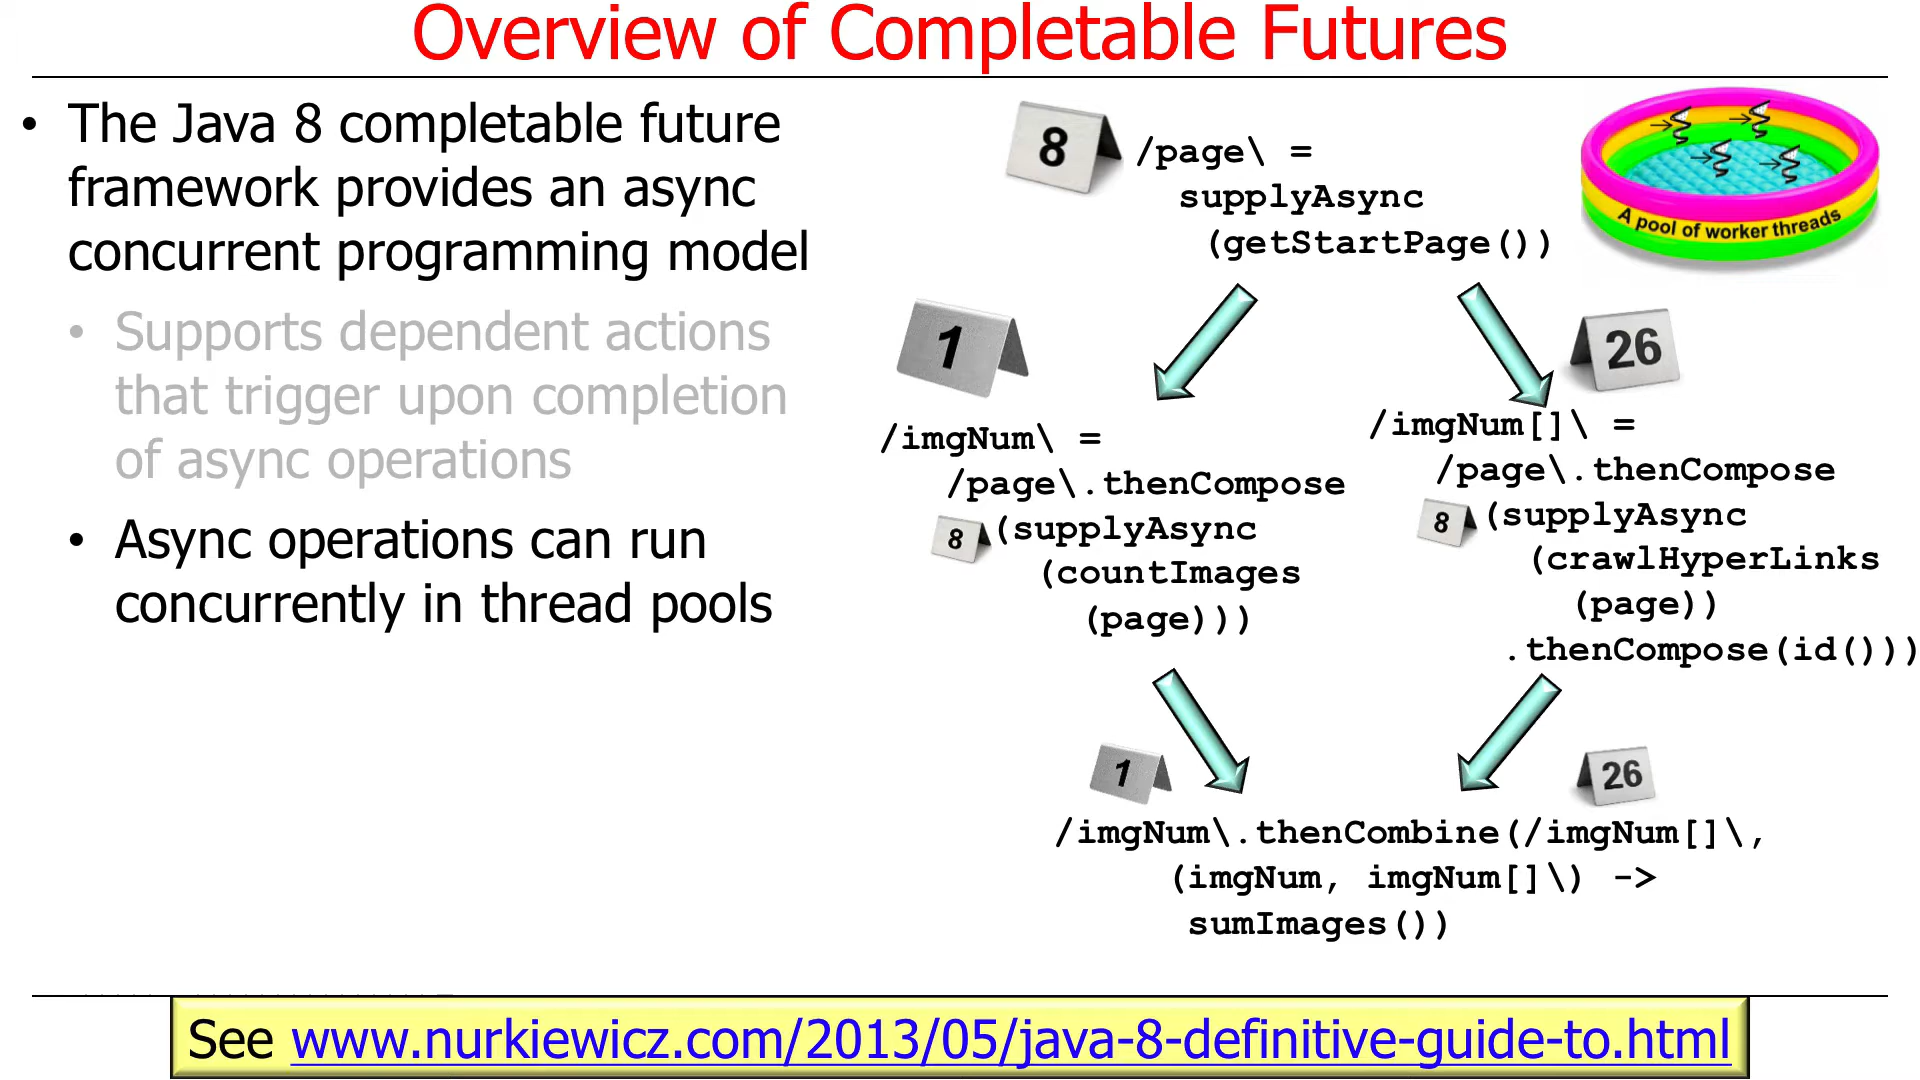 Overview of Completable Futures
• The Java 8 completable future
framework provides an async
concurrent programming model
• Supports dependent actions
that trigger upon completion
of async operations
• Async operations can run
concurrently in thread pools
8
/page\ =
supplyAsync
(getStartPage())
A pool of worker threads
1
/imgNum\ =
/page\.thenCompose
8
(supplyAsync
(countImages
(page)))
26
/imgNum[]\ =
/page\.thenCompose
8
(supplyAsync
(crawlHyperLinks
(page))
.thenCompose(id()))
1
26
/imgNum\.thenCombine(/imgNum[]\,
(imgNum, imgNum[]\) ->
sumImages())
See www.nurkiewicz.com/2013/05/java-8-definitive-guide-to.html